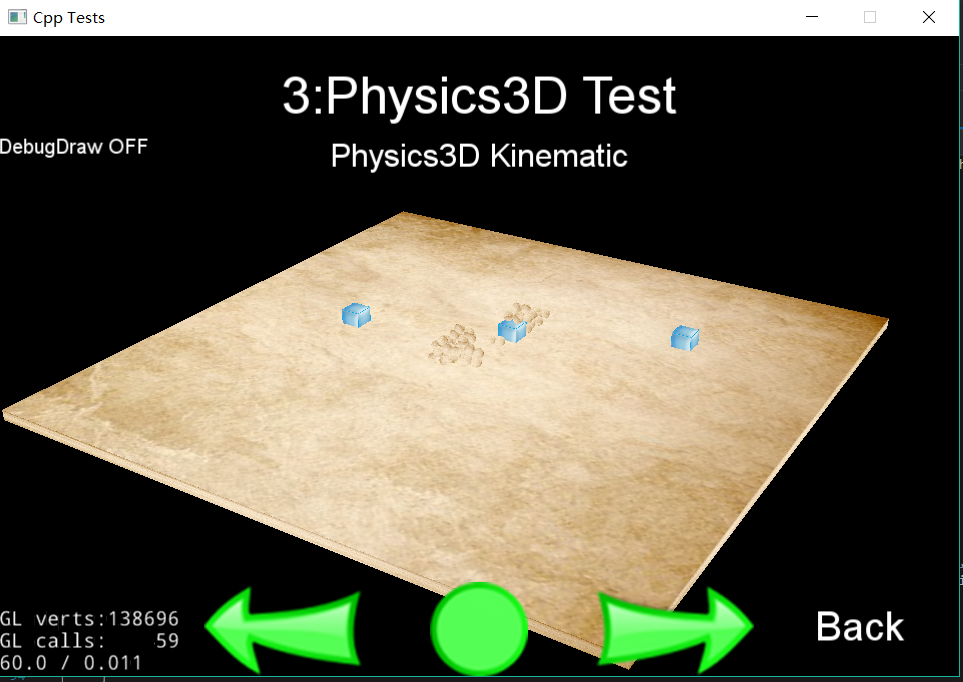 Cpp Tests
3:Physics3D Test
DebugDraw OFF
Physics3D Kinematic
GL verts:138696
GL calls: 59
60.0 / 0.011
Back